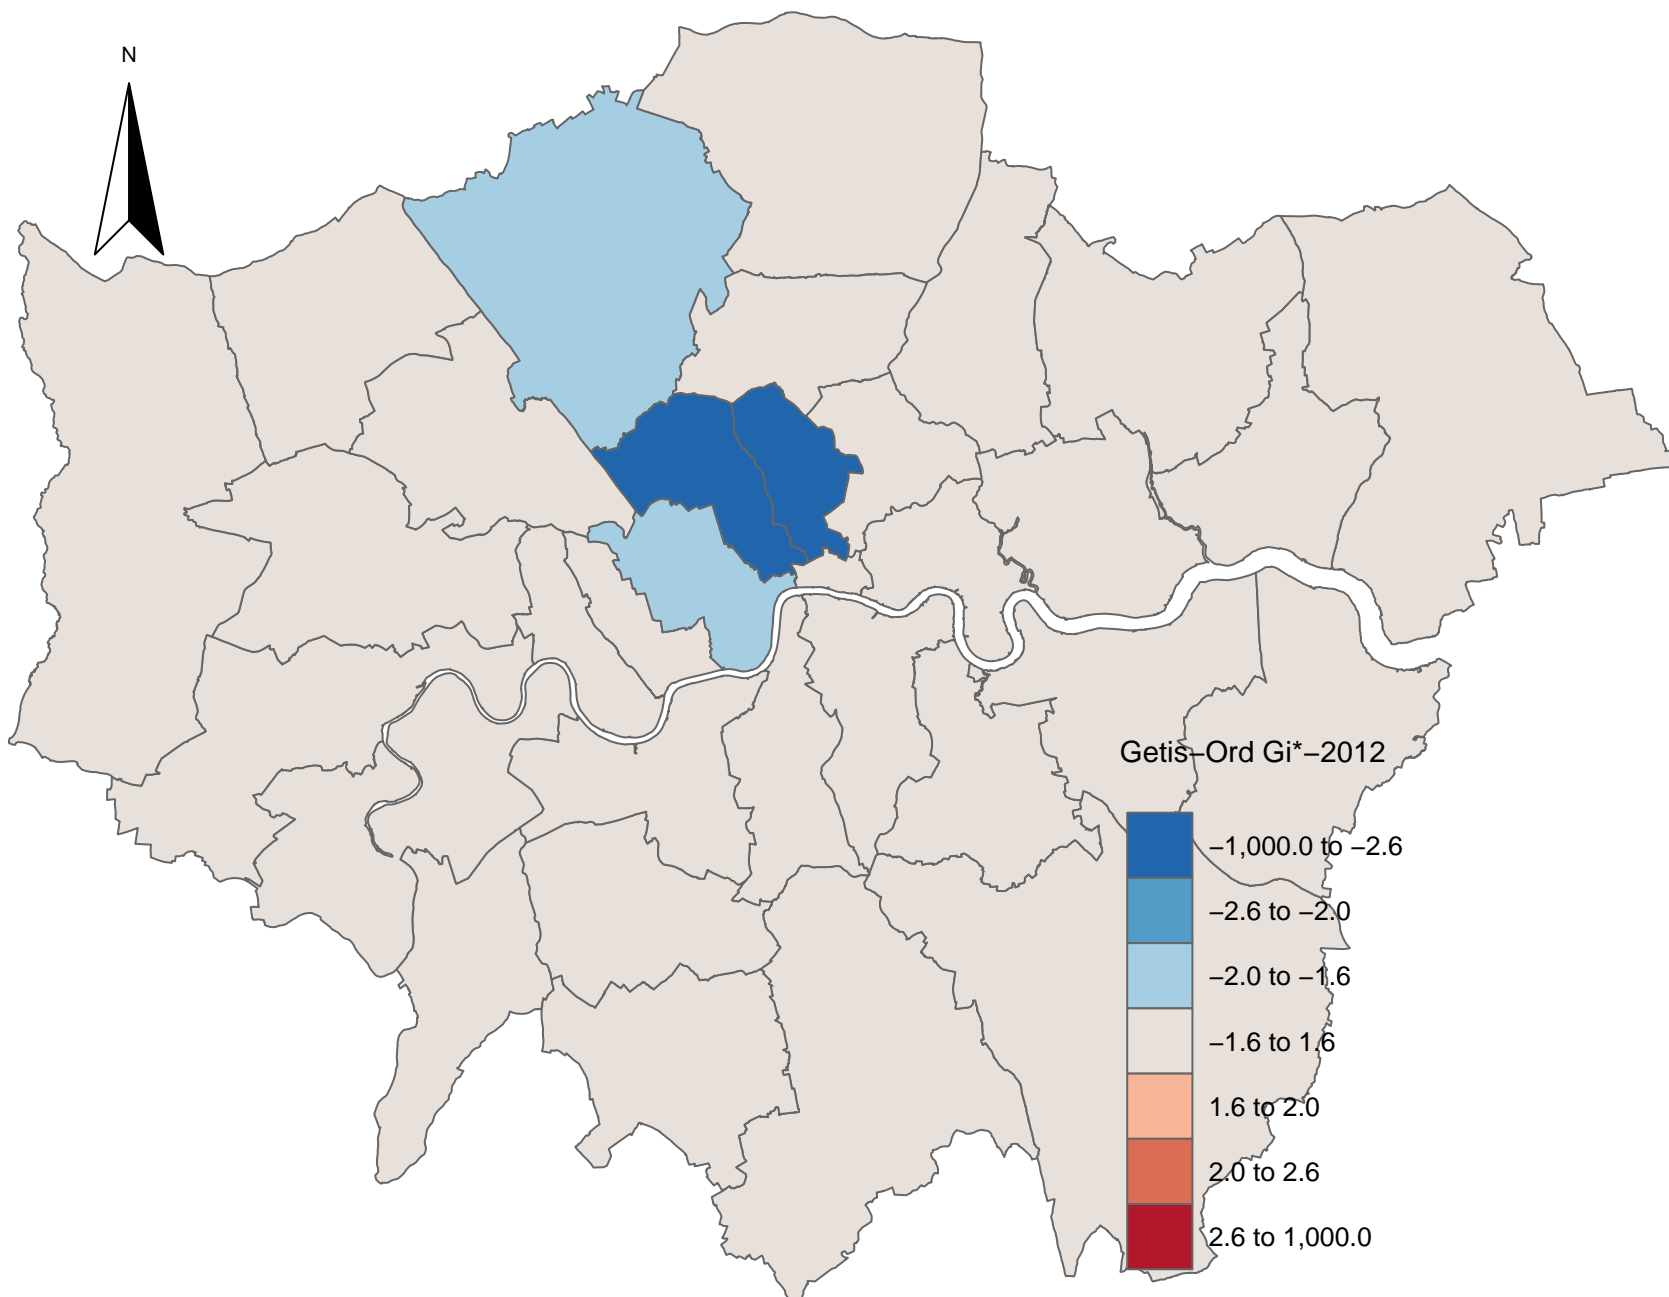 N
Getis−Ord Gi*−2012
−1,000.0 to −2.6
−2.6 to −2.0
−2.0 to −1.6
−1.6 to 1.6
1.6 to 2.0
2.0 to 2.6
2.6 to 1,000.0